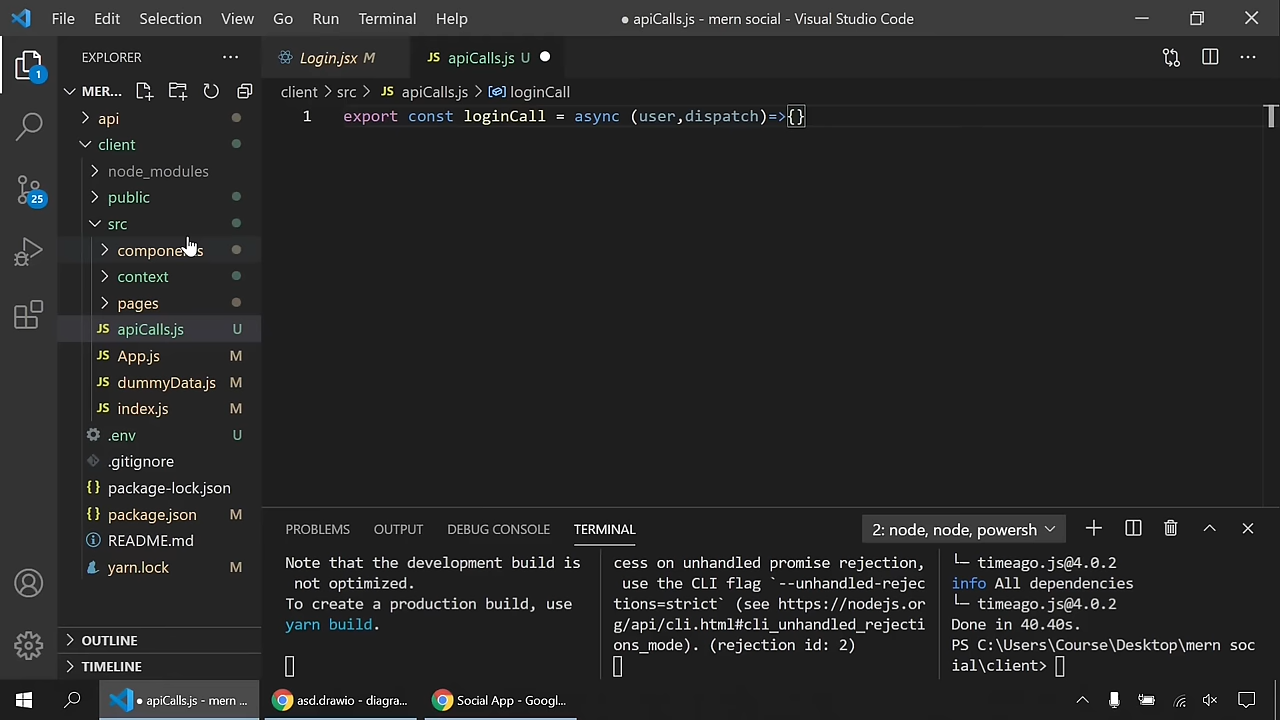 File Edit Selection View Go Run Terminal Help
● apiCalls.js - mern social - Visual Studio Code
EXPLORER
Login.jsx M
JS apiCalls.js U
MER...
client > src > JS apiCalls.js > loginCall
1 export const loginCall = async (user,dispatch)=>{}
api
client
node_modules
public
src
context
pages
JS apiCalls.js U
JS App.js M
JS dummyData.js M
JS index.js M
.env U
.gitignore
{} package-lock.json
{} package.json M
README.md
yarn.lock M
OUTLINE
TIMELINE
1
25
PROBLEMS OUTPUT DEBUG CONSOLE TERMINAL
2: node, node, powersh
Note that the development build is
not optimized.
To create a production build, use
yarn build.
cess on unhandled promise rejection,
use the CLI flag `--unhandled-rejec
tions=strict` (see https://nodejs.or
g/api/cli.html#cli_unhandled_rejecti
ons_mode). (rejection id: 2)
└─ timeago.js@4.0.2
info All dependencies
└─ timeago.js@4.0.2
Done in 40.40s.
PS C:\Users\Course\Desktop\mern soc
ial\client>
● apiCalls.js - mern ...
asd.drawio - diagra...
Social App - Googl...